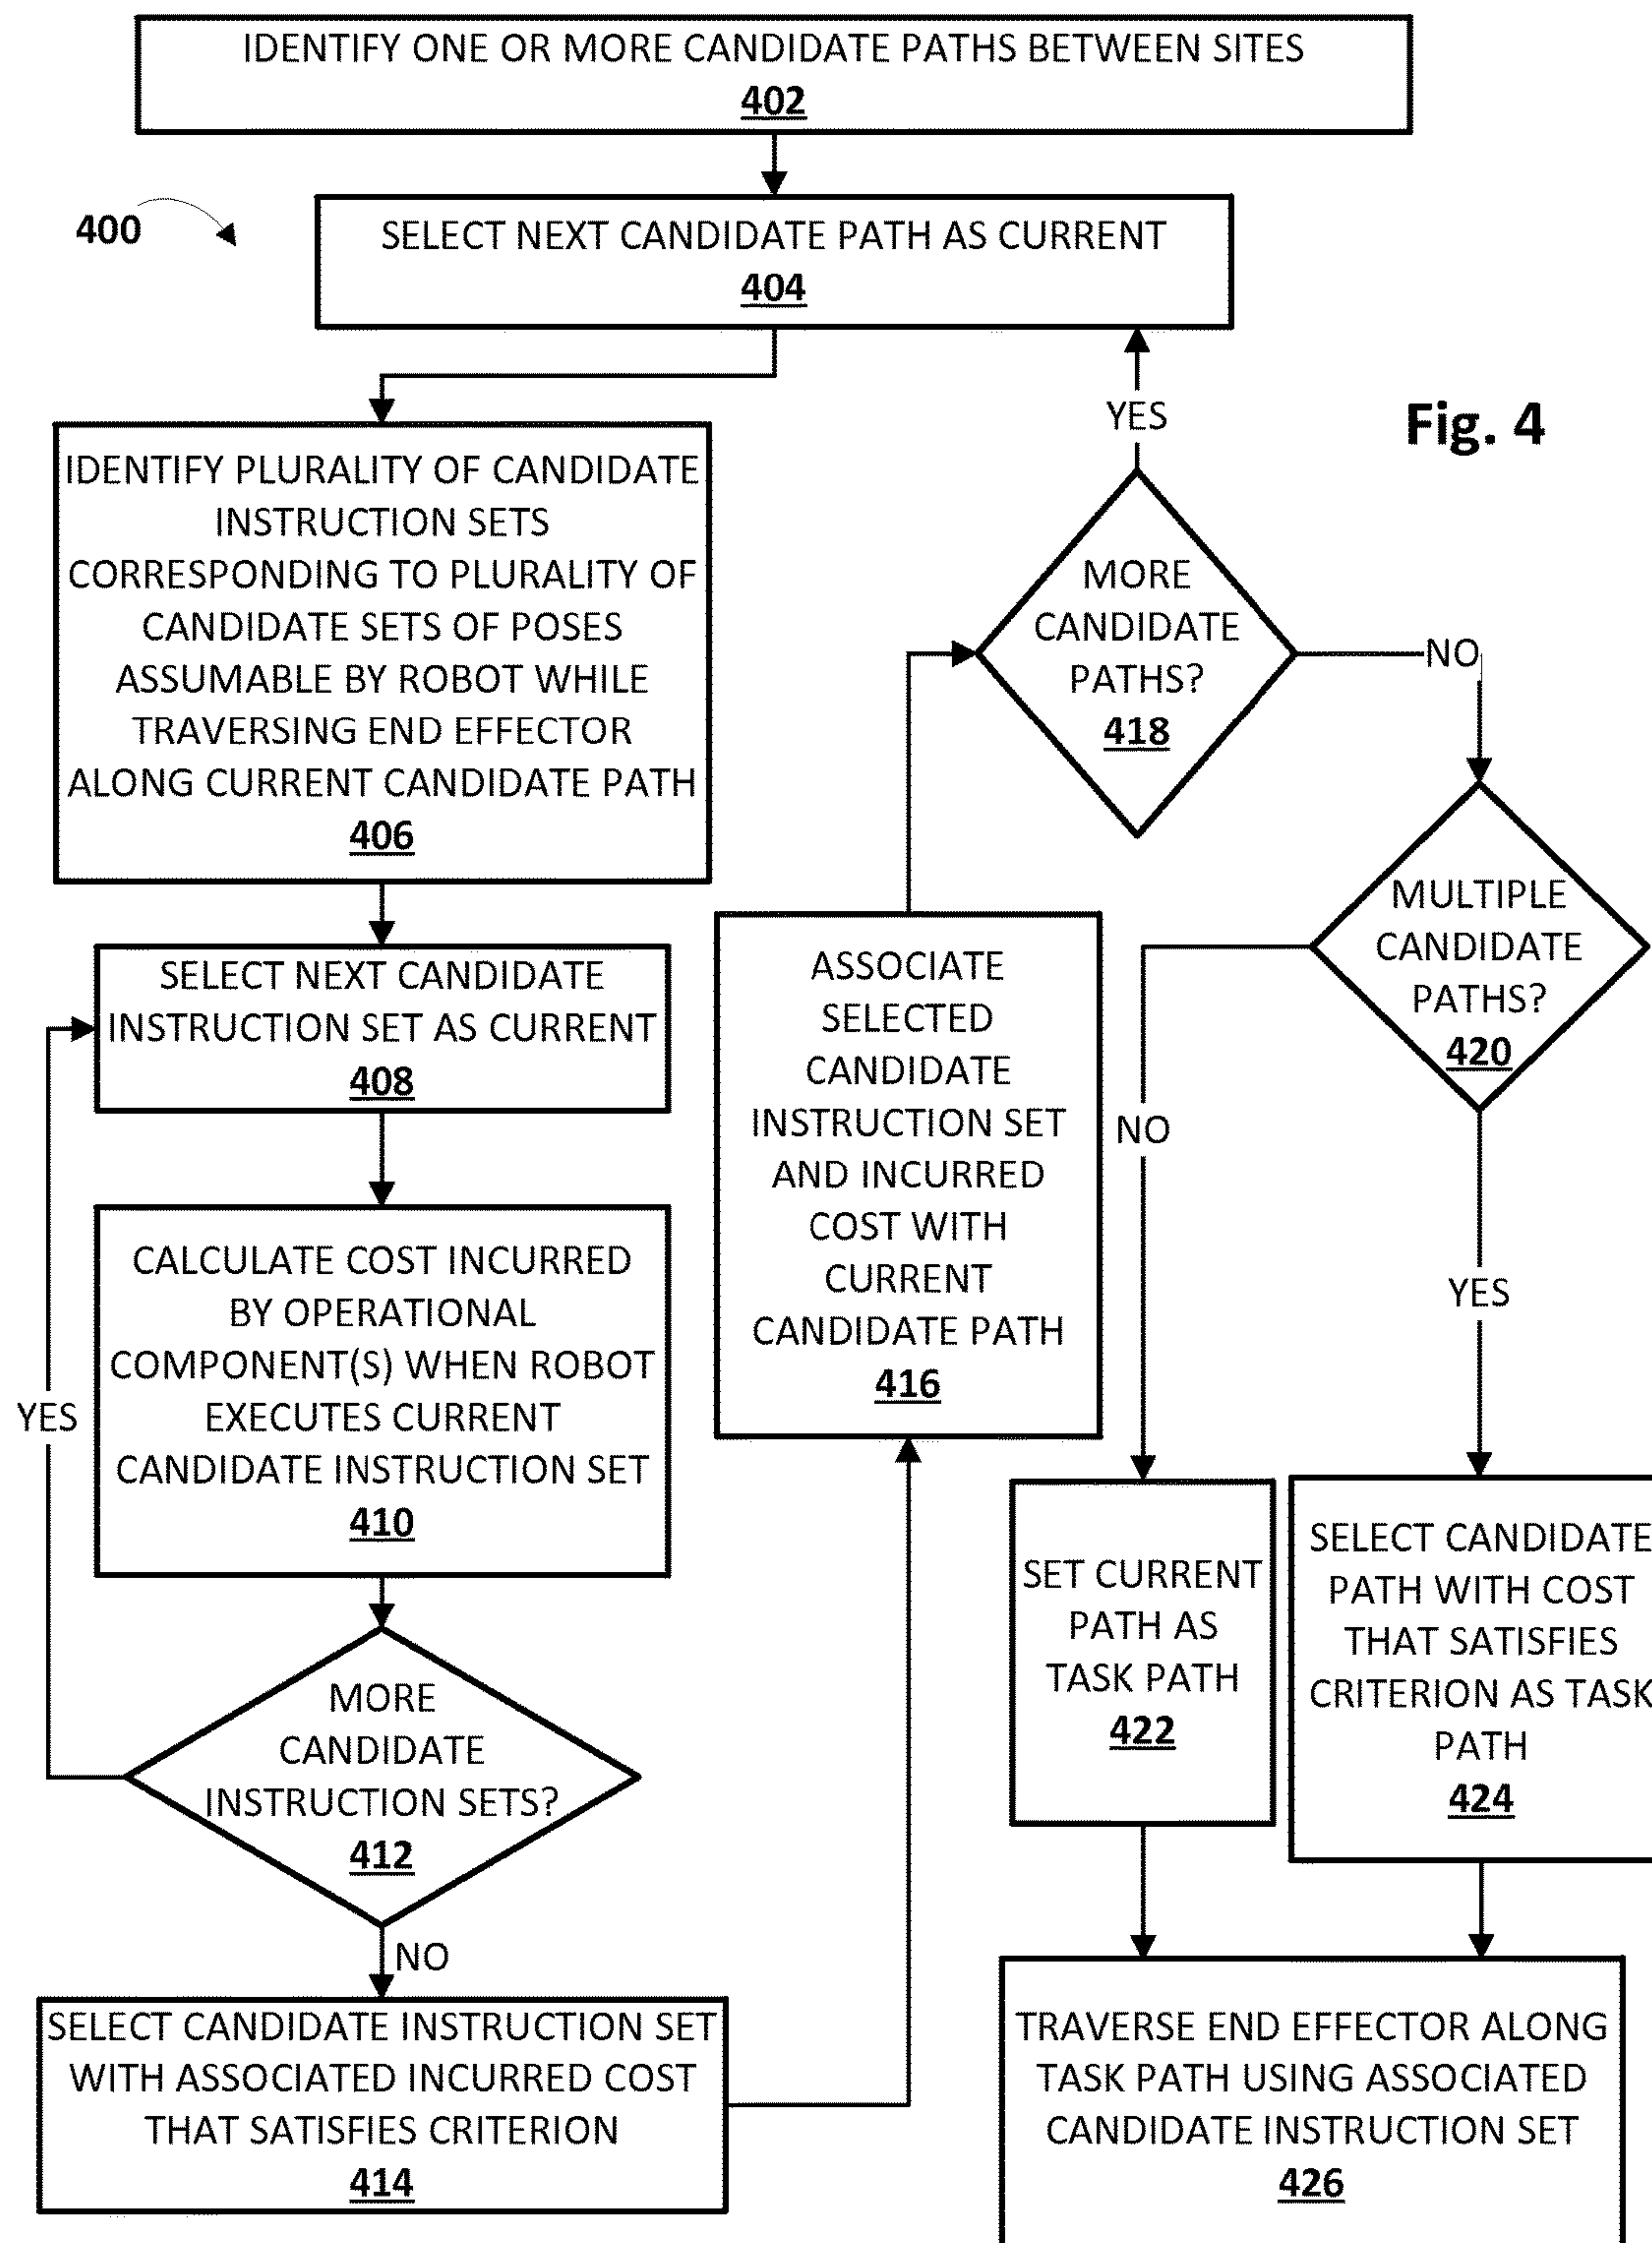 IDENTIFY ONE OR MORE CANDIDATE PATHS BETWEEN SITES
402
400
SELECT NEXT CANDIDATE PATH AS CURRENT
404
Fig. 4
IDENTIFY PLURALITY OF CANDIDATE
INSTRUCTION SETS
CORRESPONDING TO PLURALITY OF
CANDIDATE SETS OF POSES
ASSUMABLE BY ROBOT WHILE
TRAVERSING END EFFECTOR
ALONG CURRENT CANDIDATE PATH
406
SELECT NEXT CANDIDATE
INSTRUCTION SET AS CURRENT
408
CALCULATE COST INCURRED
BY OPERATIONAL
COMPONENT(S) WHEN ROBOT
EXECUTES CURRENT
CANDIDATE INSTRUCTION SET
410
YES
MORE
CANDIDATE
INSTRUCTION SETS?
412
NO
SELECT CANDIDATE INSTRUCTION SET
WITH ASSOCIATED INCURRED COST
THAT SATISFIES CRITERION
414
ASSOCIATE
SELECTED
CANDIDATE
INSTRUCTION SET
AND INCURRED
COST WITH
CURRENT
CANDIDATE PATH
416
YES
MORE
CANDIDATE
PATHS?
418
NO
MULTIPLE
CANDIDATE
PATHS?
420
NO
YES
SET CURRENT
PATH AS
TASK PATH
422
SELECT CANDIDATE
PATH WITH COST
THAT SATISFIES
CRITERION AS TASK
PATH
424
TRAVERSE END EFFECTOR ALONG
TASK PATH USING ASSOCIATED
CANDIDATE INSTRUCTION SET
426